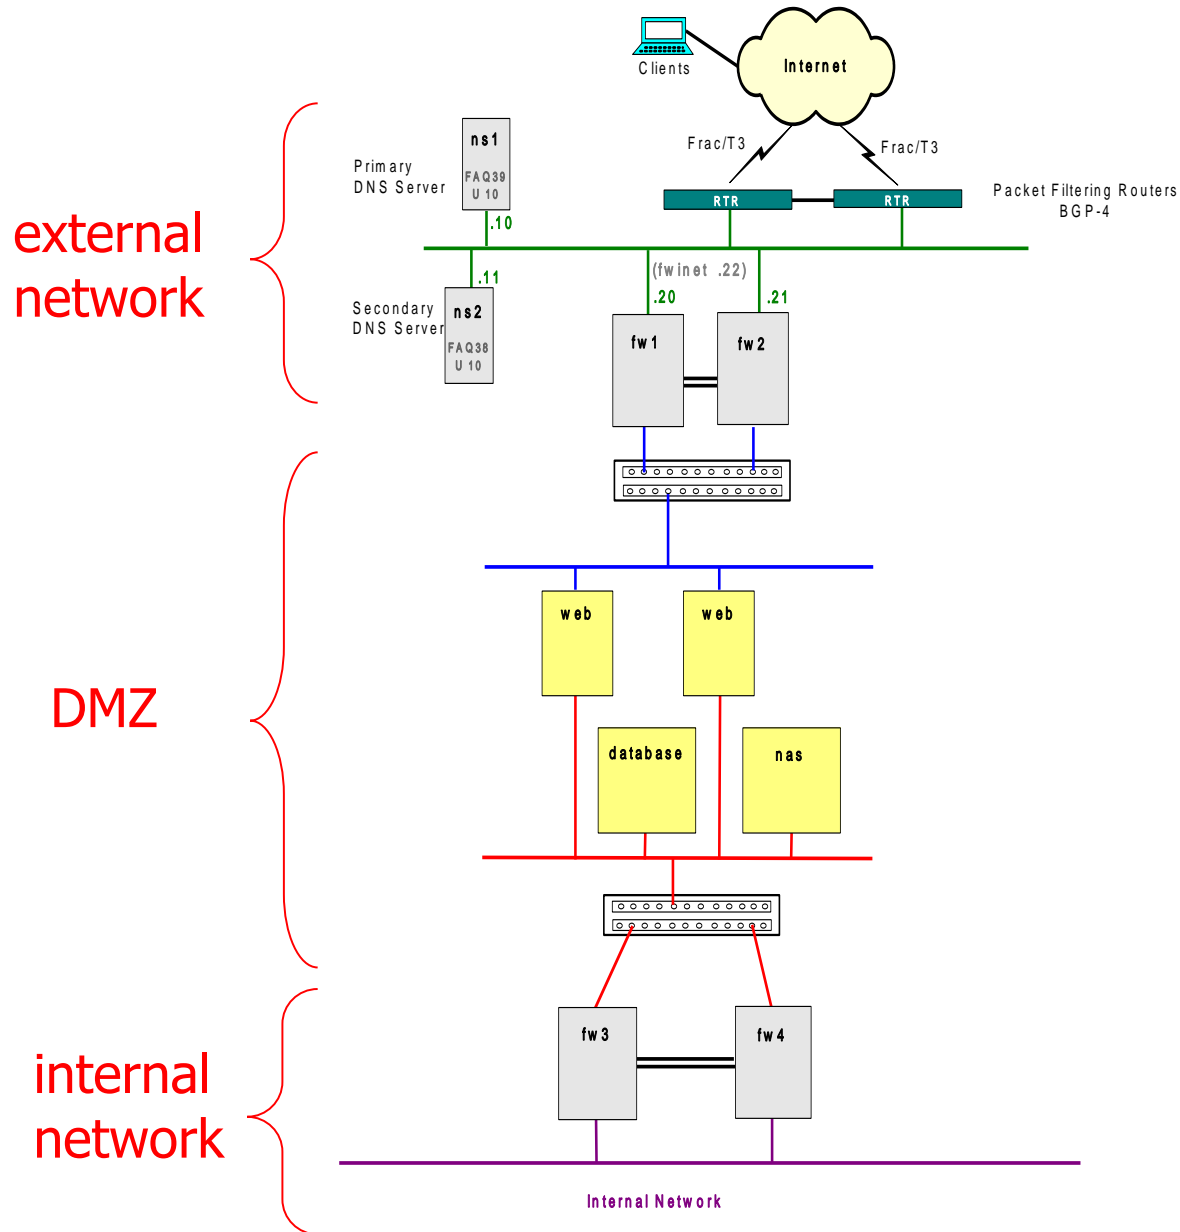 Clients
Internet
Frac/T3
Frac/T3
ns1
FAQ39
U 10
Primary
DNS Server
RTR
RTR
Packet Filtering Routers
BGP-4
.10
external
network
.11
(fwinet .22)
.20
.21
Secondary
DNS Server
ns2
FAQ38
U 10
fw1
fw2
web
web
DMZ
database
nas
fw3
fw4
internal
network
Internal Network